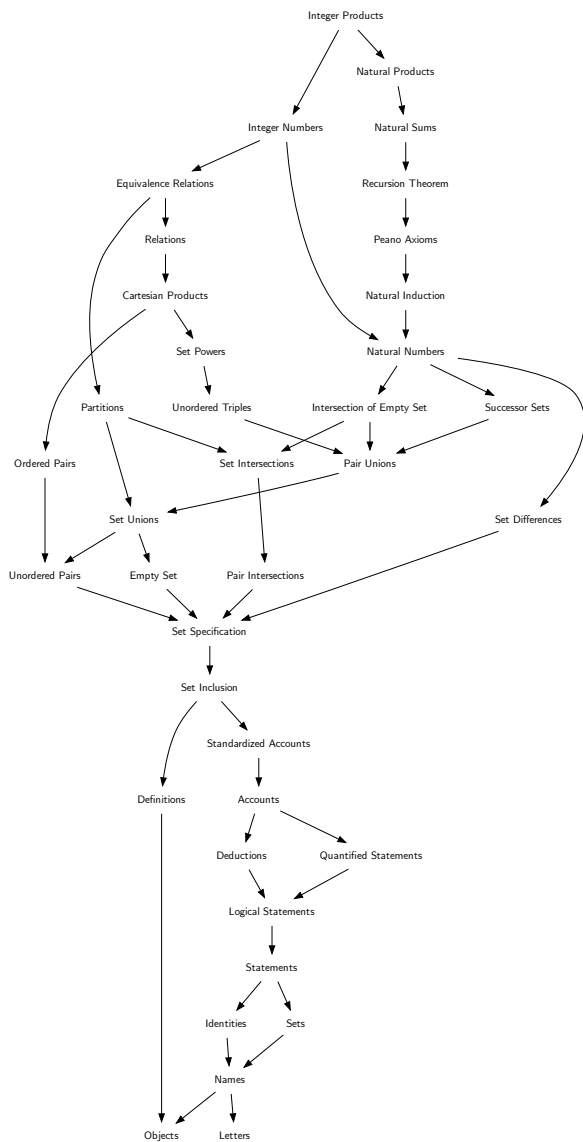 Integer Products
Natural Products
Integer Numbers
Natural Sums
Equivalence Relations
Recursion Theorem
Relations
Peano Axioms
Cartesian Products
Natural Induction
Set Powers
Natural Numbers
Partitions
Unordered Triples
Intersection of Empty Set
Successor Sets
Ordered Pairs
Set Intersections
Pair Unions
Set Unions
Set Differences
Unordered Pairs
Empty Set
Pair Intersections
Set Specification
Set Inclusion
Standardized Accounts
Definitions
Accounts
Deductions
Quantified Statements
Logical Statements
Statements
Identities
Sets
Names
Objects
Letters